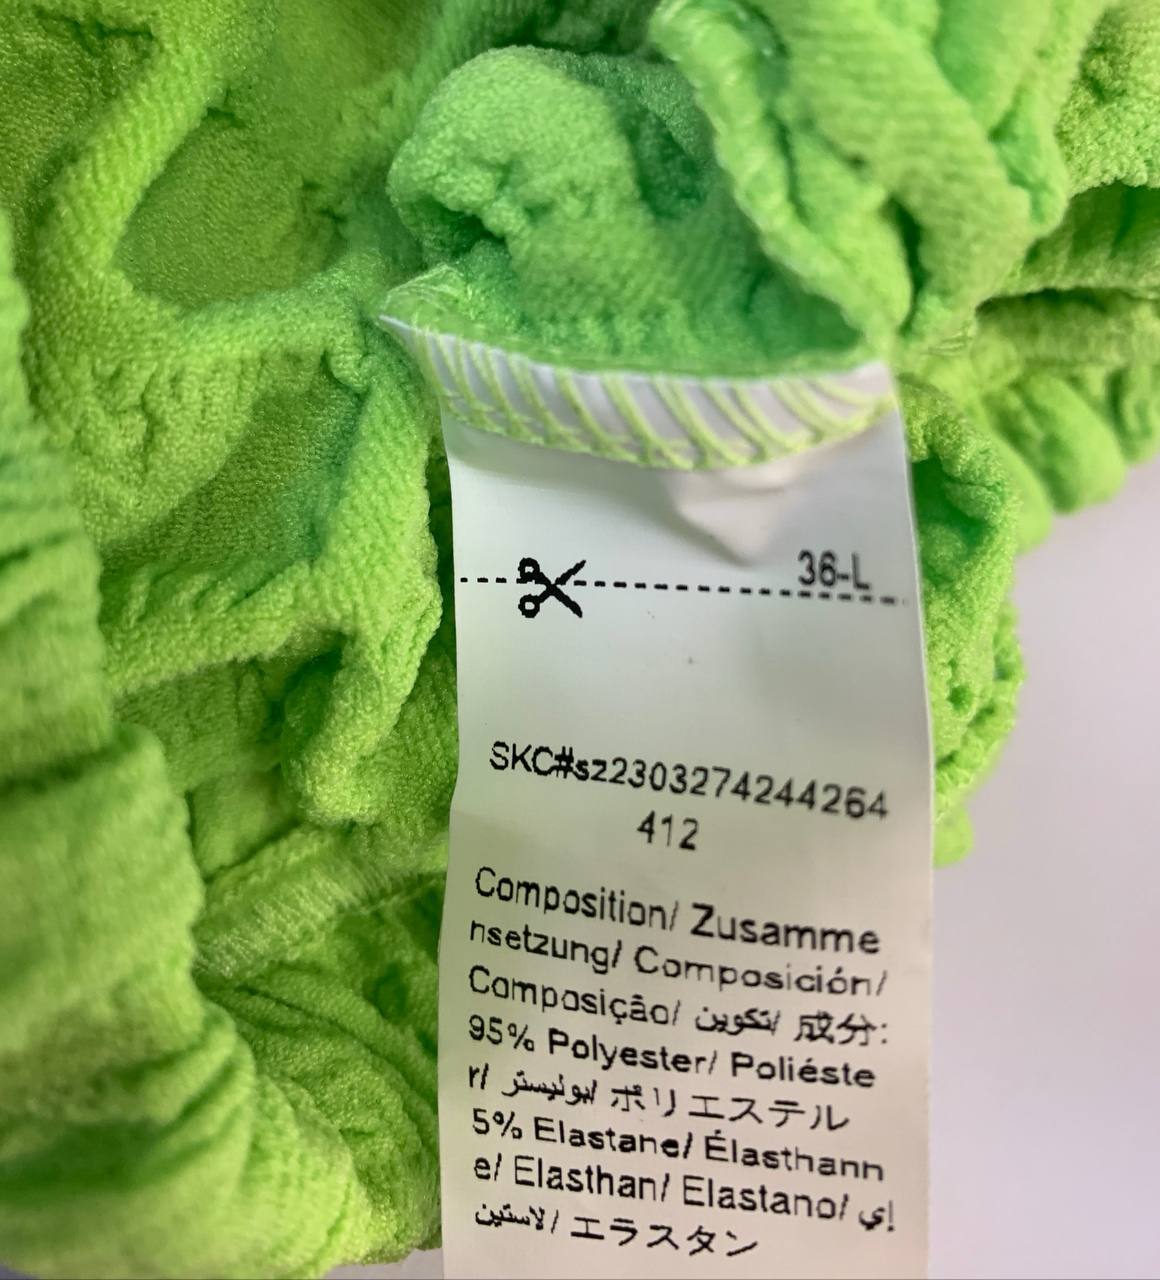 36-L
SKC#sz2303274244264
412
Composition/ Zusamme
nsetzung/ Composición/
Composição/ تكوين/ 成分:
95% Polyester/ Poliéste
r/ بوليستر/ ポリエステル
5% Elastane/ Élasthann
e/ Elasthan/ Elastano/ إي
لاستين/ エラスタン